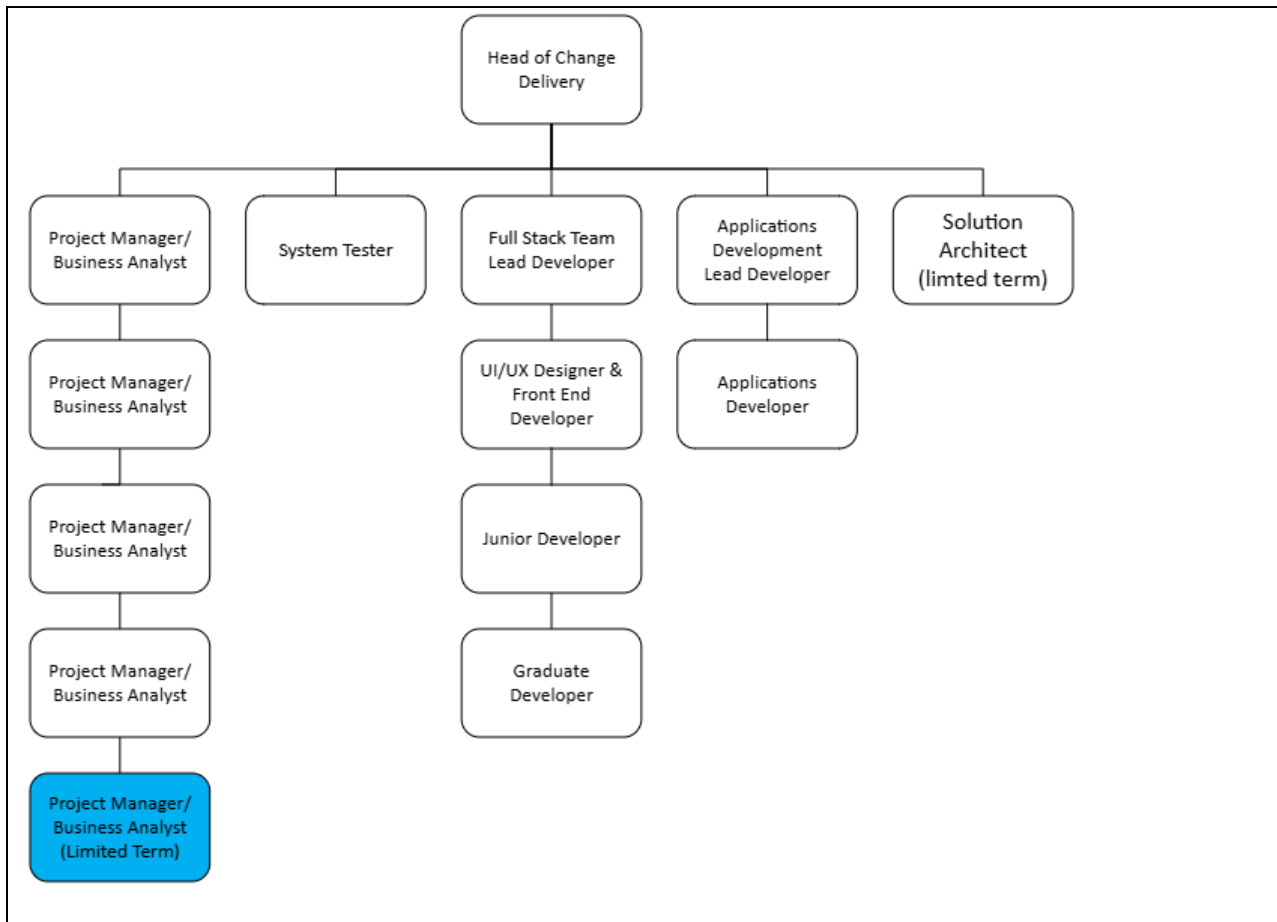 Head of Change
Delivery
Project Manager/
Business Analyst
System Tester
Full Stack Team
Lead Developer
Applications
Development
Lead Developer
Solution
Architect
(limted term)
Project Manager/
Business Analyst
UI/UX Designer &
Front End
Developer
Applications
Developer
Project Manager/
Business Analyst
Junior Developer
Project Manager/
Business Analyst
Graduate
Developer
Project Manager/
Business Analyst
(Limited Term)